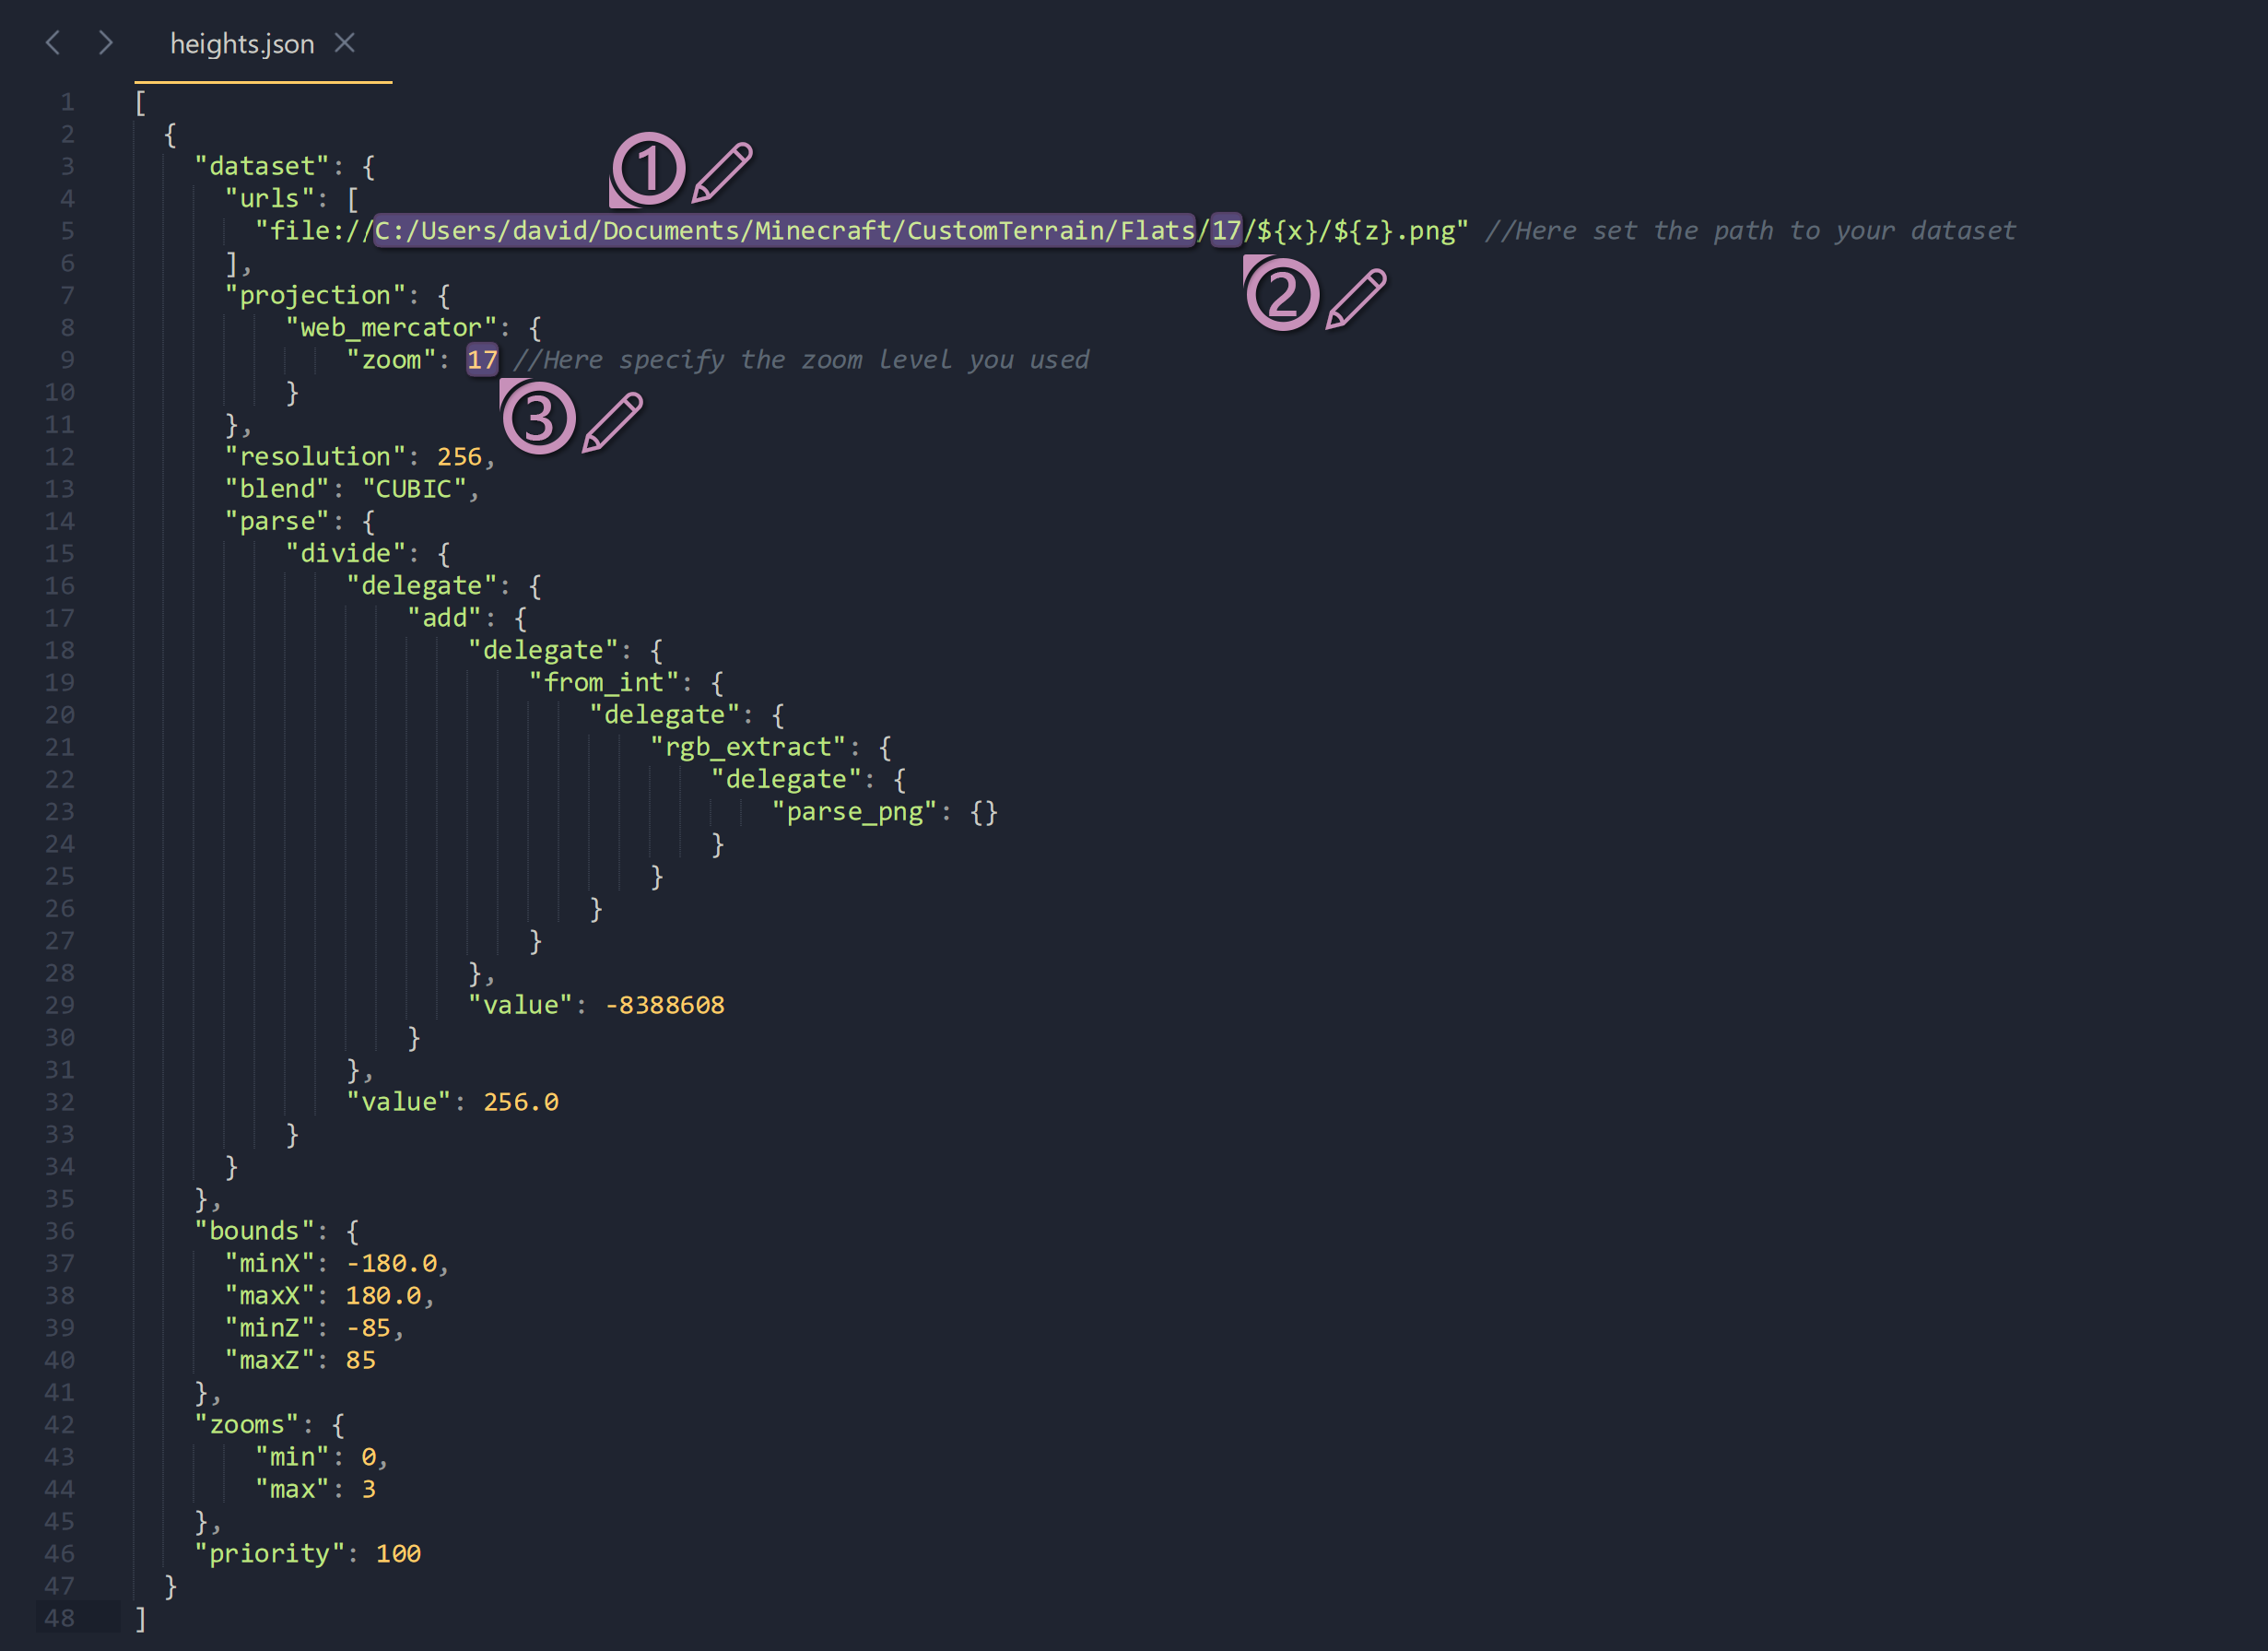 heights.json
1 [
2 {
3 "dataset": {
①
4 "urls": [
5 "file://C:/Users/david/Documents/Minecraft/CustomTerrain/Flats/17/${x}/${z}.png" //Here set the path to your dataset
6 ],
②
7 "projection": {
8 "web_mercator": {
9 "zoom": 17 //Here specify the zoom level you used
10 }
③
11 },
12 "resolution": 256,
13 "blend": "CUBIC",
14 "parse": {
15 "divide": {
16 "delegate": {
17 "add": {
18 "delegate": {
19 "from_int": {
20 "delegate": {
21 "rgb_extract": {
22 "delegate": {
23 "parse_png": {}
24 }
25 }
26 }
27 }
28 },
29 "value": -8388608
30 }
31 },
32 "value": 256.0
33 }
34 }
35 },
36 "bounds": {
37 "minX": -180.0,
38 "maxX": 180.0,
39 "minZ": -85,
40 "maxZ": 85
41 },
42 "zooms": {
43 "min": 0,
44 "max": 3
45 },
46 "priority": 100
47 }
48 ]